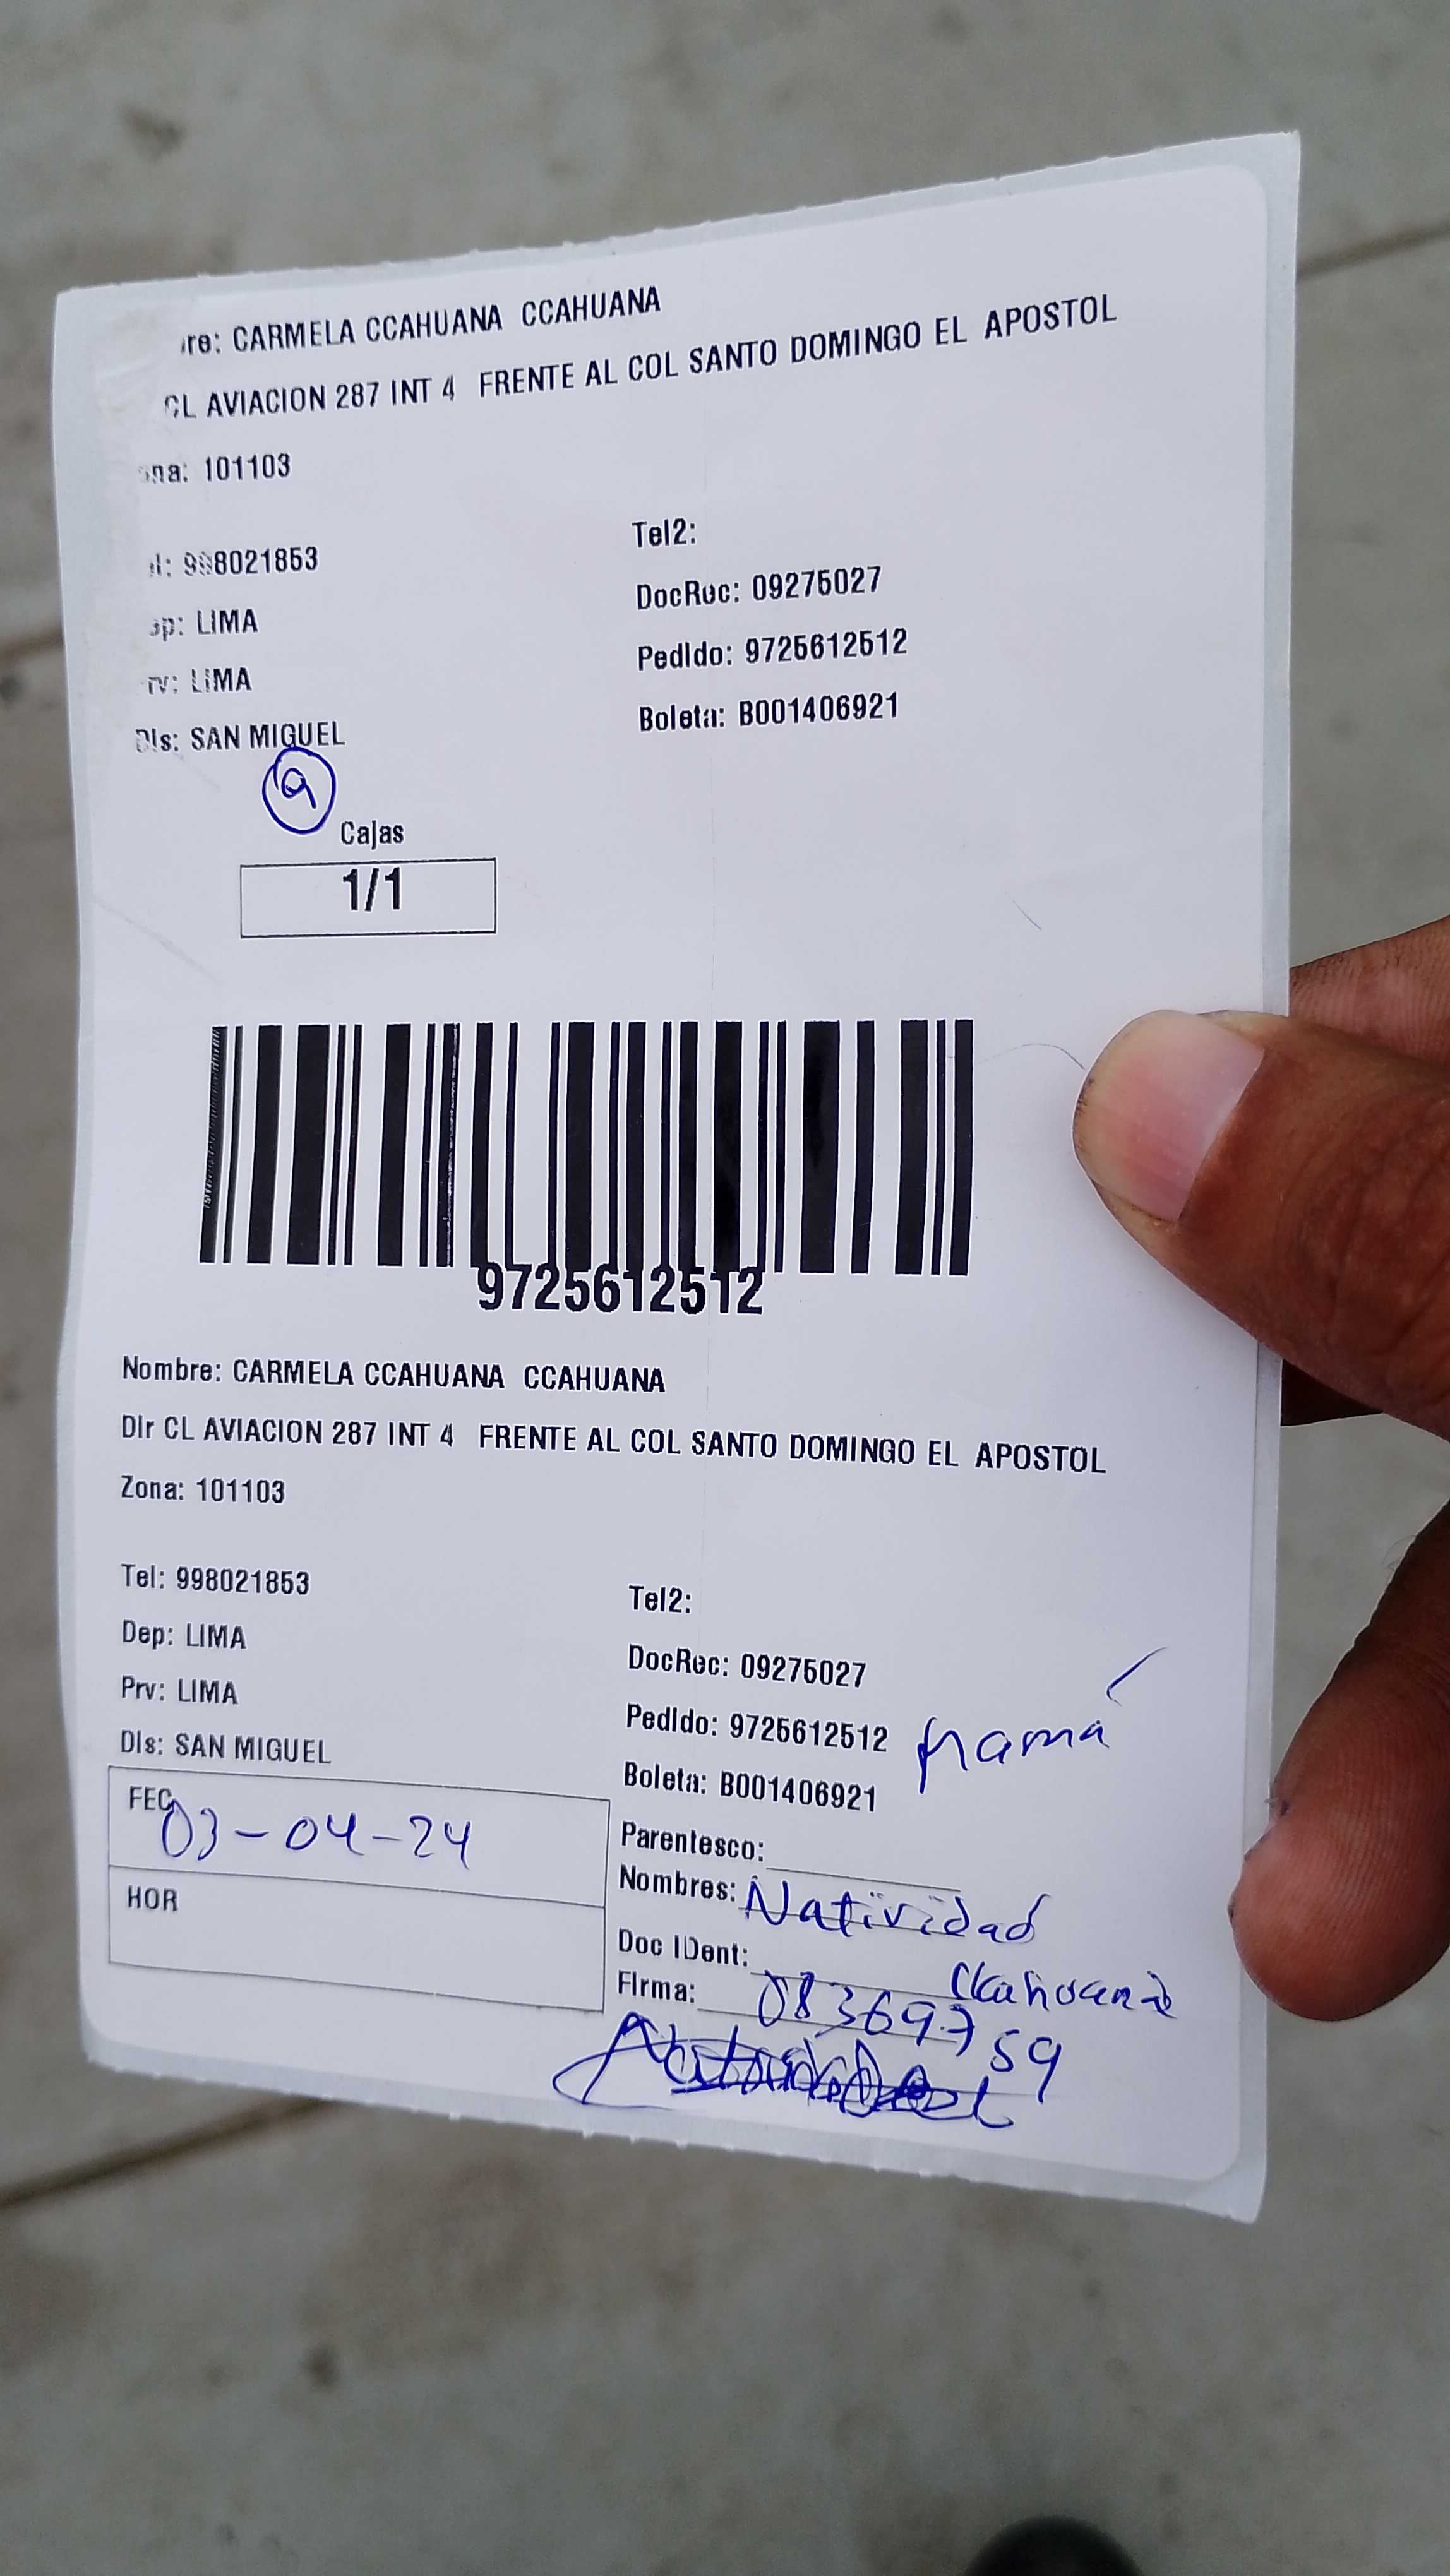 re: CARMELA CCAHUANA CCAHUANA
CL AVIACION 287 INT 4 FRENTE AL COL SANTO DOMINGO EL APOSTOL
ona: 101103
el: 998021853
Tel2:
DocRec: 09275027
ep: LIMA
Pedido: 9725612512
rv: LIMA
Boleta: B001406921
Dis: SAN MIGUEL
9
Cajas
1/1
9725612512
Nombre: CARMELA CCAHUANA CCAHUANA
Dir CL AVIACION 287 INT 4 FRENTE AL COL SANTO DOMINGO EL APOSTOL
Zona: 101103
Tel: 998021853
Tel2:
Dep: LIMA
DocRec: 09275027
Prv: LIMA
Pedido: 9725612512 mamá
Dis: SAN MIGUEL
Boleta: B001406921
FEC 03-04-24
Parentesco:
Nombres: Natividad
HOR
Ccahuana
Doc IDent: 08369759
Firma: